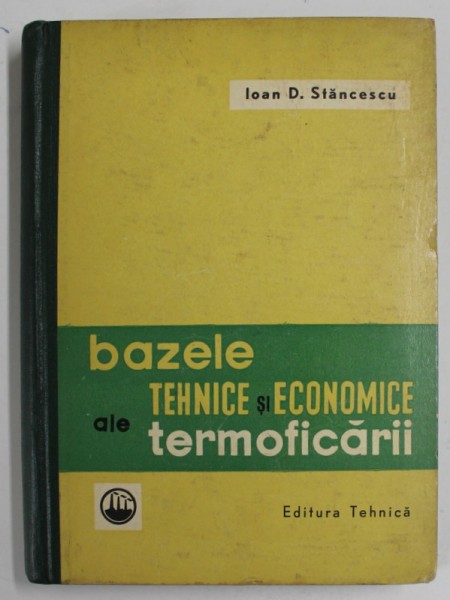 Ioan D. Stăncescu
bazele
TEHNICE și ECONOMICE
ale termoficării
Editura Tehnică